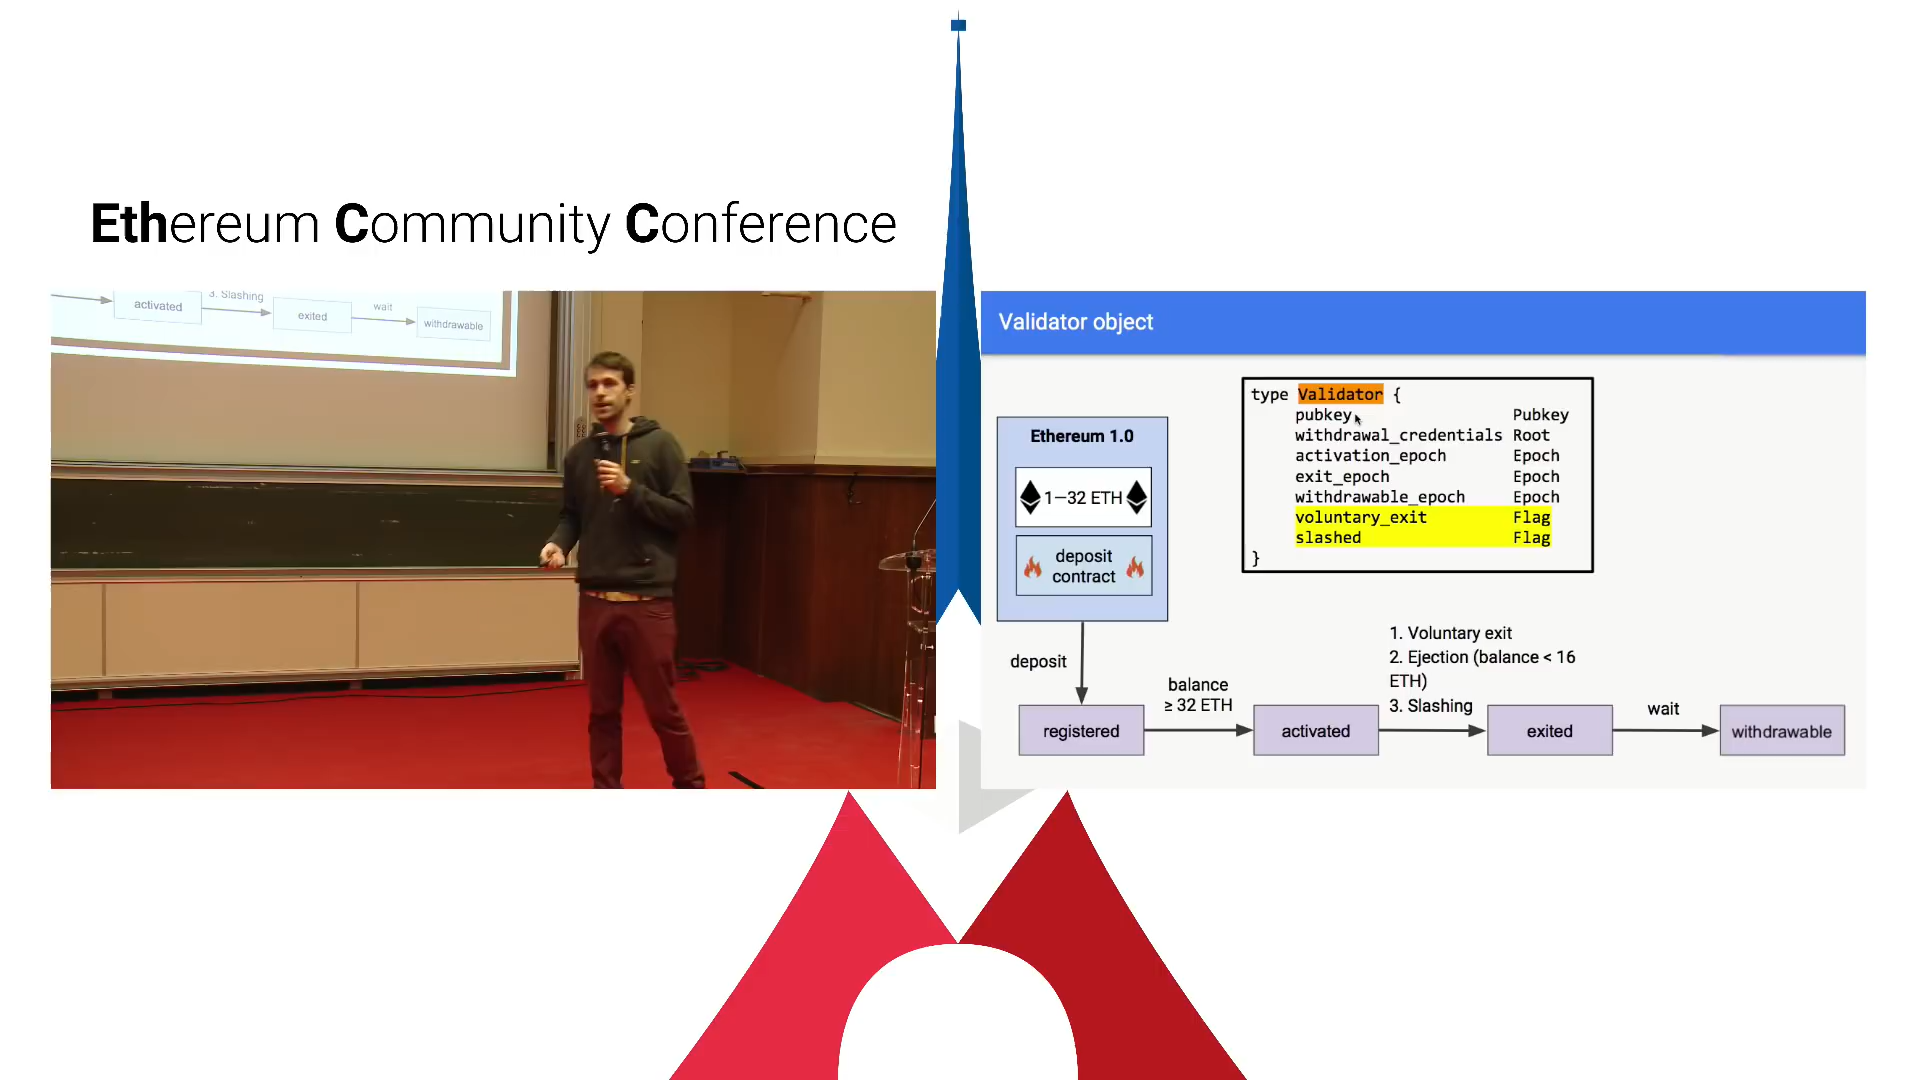 Ethereum Community Conference
activated
3. Slashing
exited
wait
withdrawable
Validator object
type Validator {
pubkey Pubkey
withdrawal_credentials Root
activation_epoch Epoch
exit_epoch Epoch
withdrawable_epoch Epoch
voluntary_exit Flag
slashed Flag
}
Ethereum 1.0
1—32 ETH
deposit
contract
deposit
registered
balance
≥ 32 ETH
activated
1. Voluntary exit
2. Ejection (balance < 16
ETH)
3. Slashing
exited
wait
withdrawable